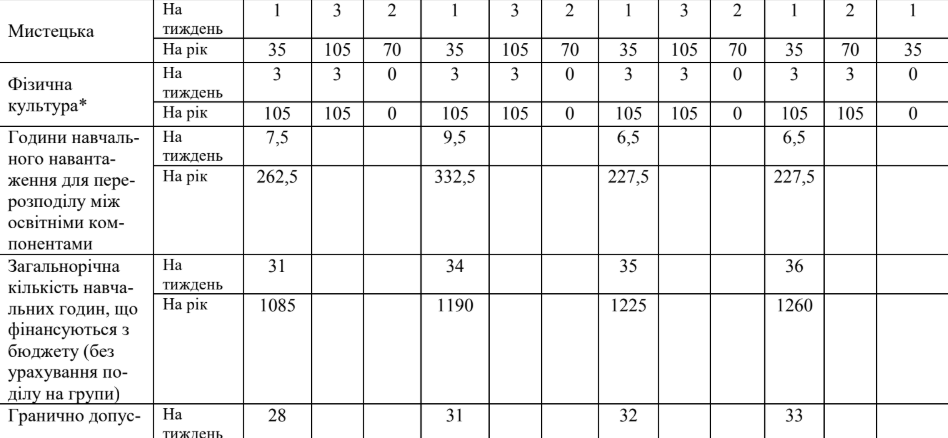 Мистецька
На тиждень 1 3 2 1 3 2 1 3 2 1 2 1
На рік 35 105 70 35 105 70 35 105 70 35 70 35
Фізична
культура*
На тиждень 3 3 0 3 3 0 3 3 0 3 3 0
На рік 105 105 0 105 105 0 105 105 0 105 105 0
Години навчаль-
ного наванта-
ження для пере-
розподілу між
освітніми ком-
понентами
На тиждень 7,5 9,5 6,5 6,5
На рік 262,5 332,5 227,5 227,5
Загальнорічна
кількість навча-
льних годин, що
фінансуються з
бюджету (без
урахування по-
ділу на групи)
На тиждень 31 34 35 36
На рік 1085 1190 1225 1260
Гранично допус-
На тиждень 28 31 32 33